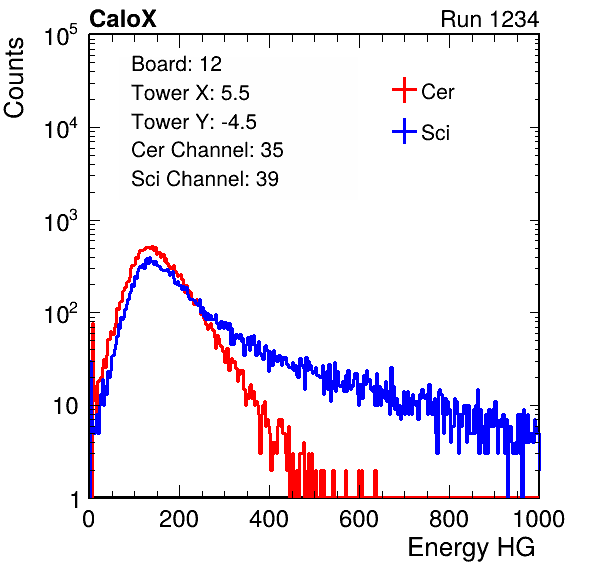 CaloX Run 1234
Counts
10^5
10^4
10^3
10^2
10
1
Board: 12
Tower X: 5.5
Tower Y: -4.5
Cer Channel: 35
Sci Channel: 39
Cer
Sci
0 200 400 600 800 1000
Energy HG